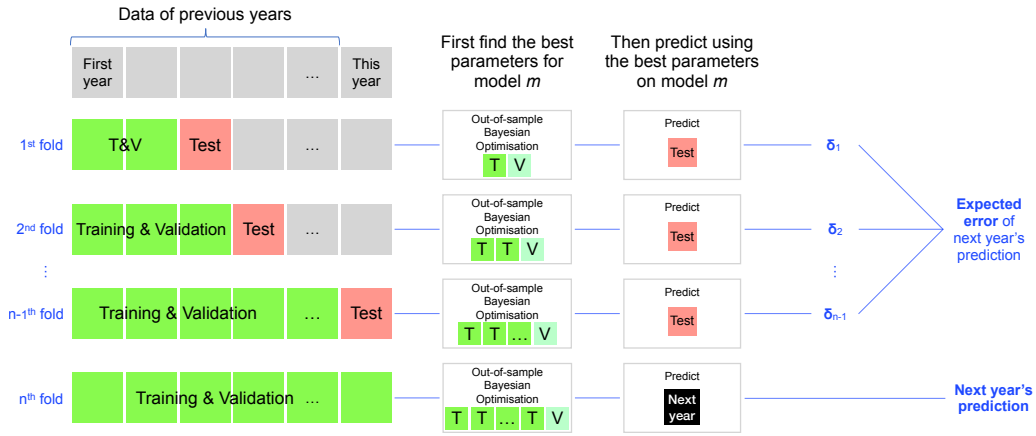 Data of previous years
First find the best
parameters for
model m
Then predict using
the best parameters
on model m
First
year
...
This
year
1st fold
T&V
Test
...
Out-of-sample
Bayesian
Optimisation
T V
Predict
Test
δ1
2nd fold
Training & Validation
Test
...
Out-of-sample
Bayesian
Optimisation
T T V
Predict
Test
δ2
Expected
error of
next year's
prediction
⋮
⋮
n-1th fold
Training & Validation
...
Test
Out-of-sample
Bayesian
Optimisation
T T ... V
Predict
Test
δn-1
nth fold
Training & Validation
...
Out-of-sample
Bayesian
Optimisation
T T ... T V
Predict
Next
year
Next year's
prediction